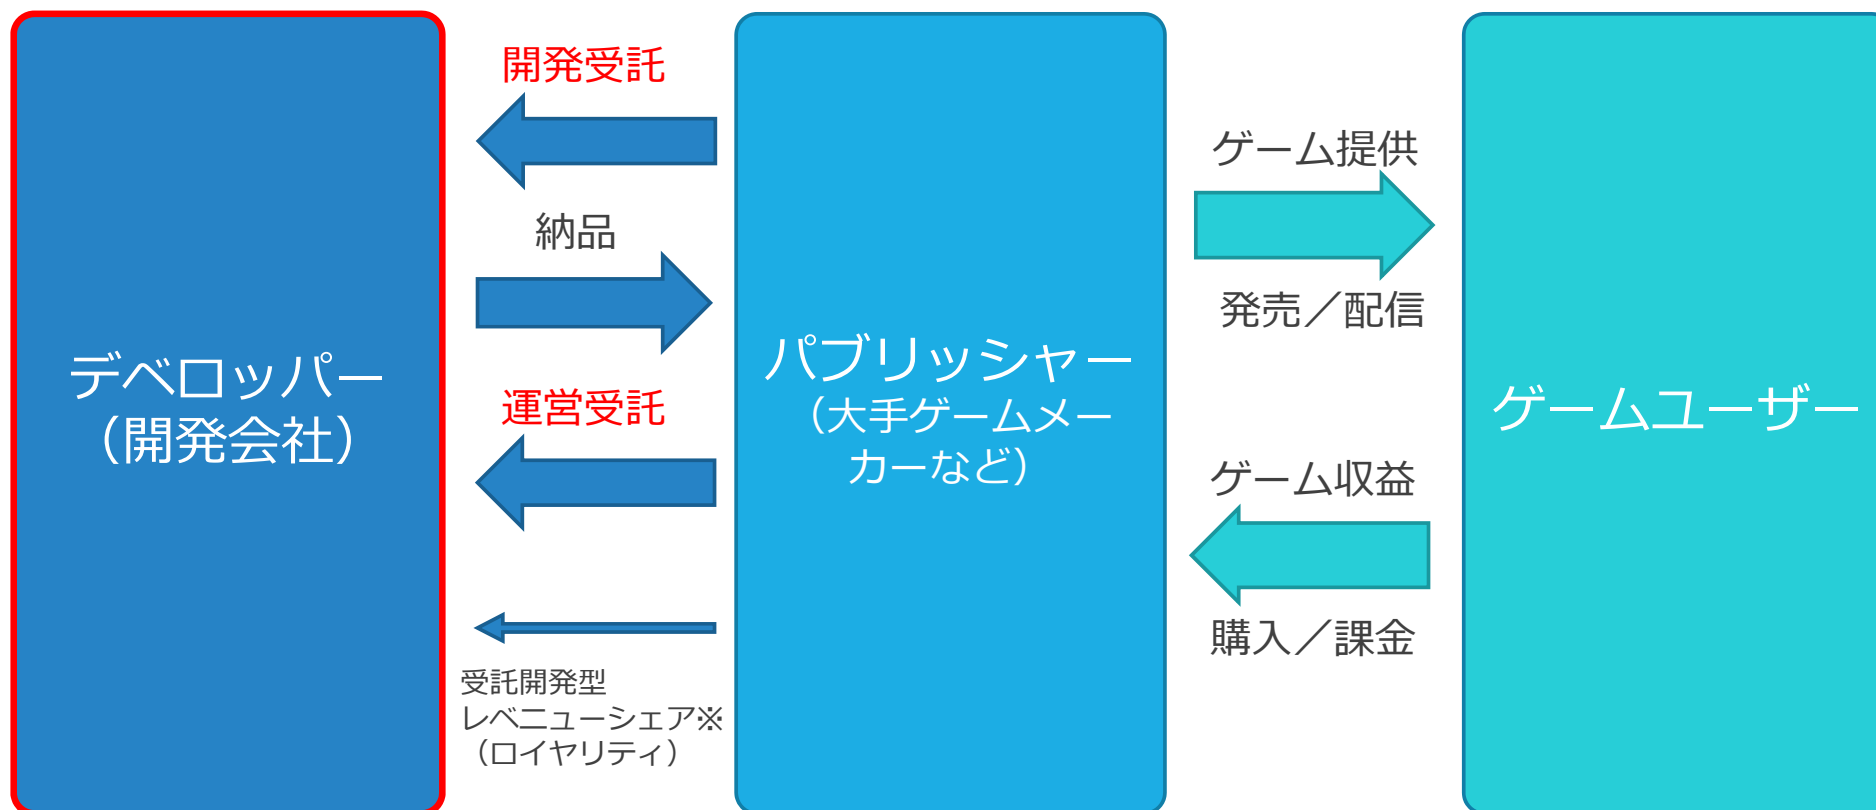 デベロッパー
（開発会社）
開発受託
納品
運営受託
受託開発型
レベニューシェア※
（ロイヤリティ）
パブリッシャー
（大手ゲームメー
カーなど）
ゲーム提供
発売／配信
ゲーム収益
購入／課金
ゲームユーザー